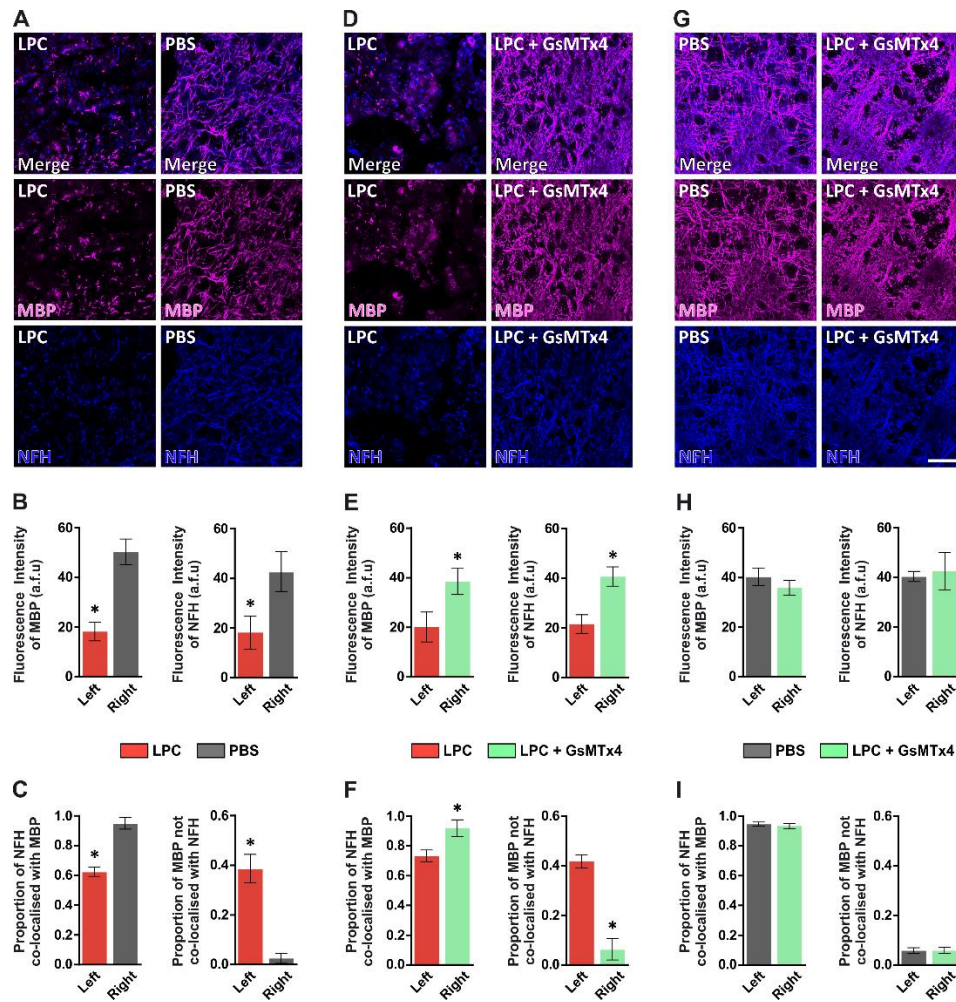 A
D
G
LPC
PBS
LPC
LPC + GsMTx4
PBS
LPC + GsMTx4
Merge
Merge
Merge
Merge
Merge
Merge
LPC
PBS
LPC
LPC + GsMTx4
PBS
LPC + GsMTx4
MBP
MBP
MBP
MBP
MBP
MBP
LPC
PBS
LPC
LPC + GsMTx4
PBS
LPC + GsMTx4
NFH
NFH
NFH
NFH
NFH
NFH
B
Fluorescence Intensity
of MBP (a.f.u)
60
40
20
0
*
Left
Right
Fluorescence Intensity
of NFH (a.f.u)
60
40
20
0
*
Left
Right
LPC
PBS
E
Fluorescence Intensity
of MBP (a.f.u)
60
40
20
0
*
Left
Right
Fluorescence Intensity
of NFH (a.f.u)
60
40
20
0
*
Left
Right
LPC
LPC + GsMTx4
H
Fluorescence Intensity
of MBP (a.f.u)
60
40
20
0
Left
Right
Fluorescence Intensity
of NFH (a.f.u)
60
40
20
0
Left
Right
PBS
LPC + GsMTx4
C
Proportion of NFH
co-localised with MBP
1.0
0.8
0.6
0.4
0.2
0.0
*
Left
Right
Proportion of MBP not
co-localised with NFH
0.6
0.4
0.2
0.0
*
Left
Right
F
Proportion of NFH
co-localised with MBP
1.0
0.8
0.6
0.4
0.2
0.0
*
Left
Right
Proportion of MBP not
co-localised with NFH
0.6
0.4
0.2
0.0
*
Left
Right
I
Proportion of NFH
co-localised with MBP
1.0
0.8
0.6
0.4
0.2
0.0
Left
Right
Proportion of MBP not
co-localised with NFH
0.6
0.4
0.2
0.0
Left
Right